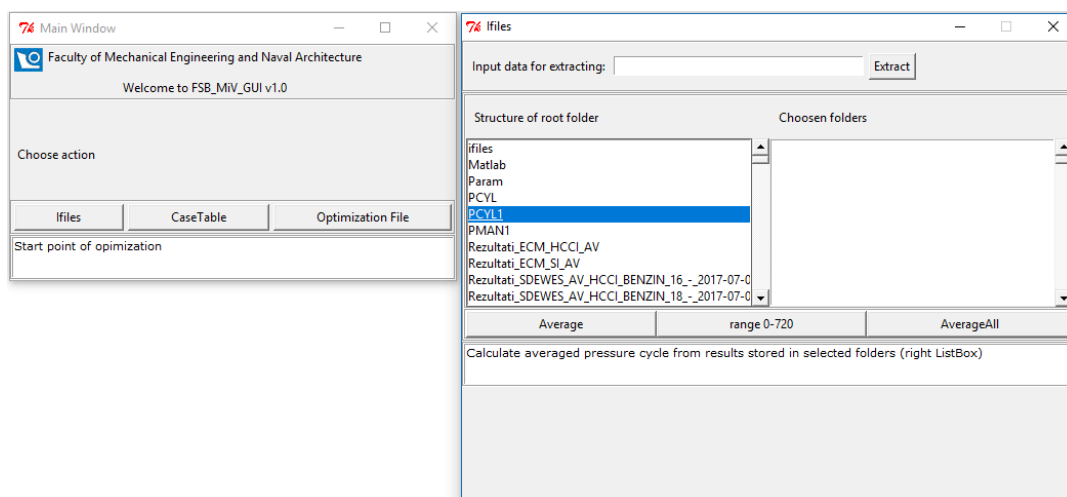 Main Window
Faculty of Mechanical Engineering and Naval Architecture
Welcome to FSB_MiV_GUI v1.0
Choose action
Ifiles
CaseTable
Optimization File
Start point of opimization
Ifiles
Input data for extracting:
Extract
Structure of root folder
Choosen folders
ifiles
Matlab
Param
PCYL
PCYL1
PMAN1
Rezultati_ECM_HCCI_AV
Rezultati_ECM_SI_AV
Rezultati_SDEWES_AV_HCCI_BENZIN_16_-_2017-07-0
Rezultati_SDEWES_AV_HCCI_BENZIN_18_-_2017-07-0
Average
range 0-720
AverageAll
Calculate averaged pressure cycle from results stored in selected folders (right ListBox)